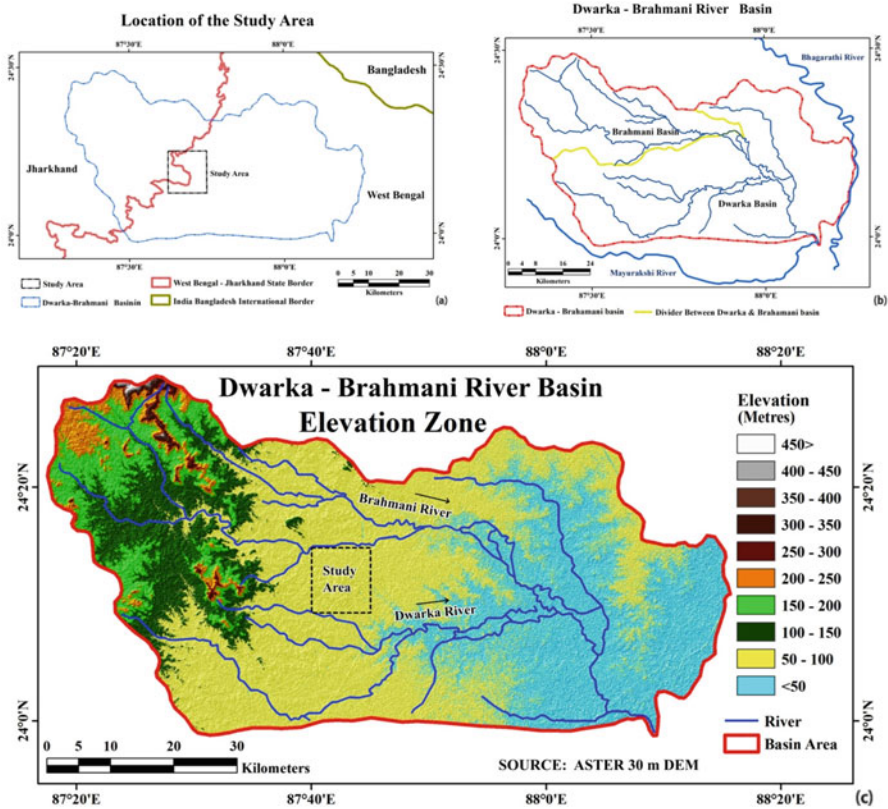 Location of the Study Area
87°30'E
88°0'E
24°30'N
24°30'N
Bangladesh
Jharkhand
Study Area
West Bengal
24°0'N
24°0'N
87°30'E
88°0'E
Study Area
West Bengal - Jharkhand State Border
Dwarka-Brahmani Basinin
India Bangladesh International Border
0 5 10 20 30
Kilometers
(a)
Dwarka - Brahmani River Basin
87°30'E
88°0'E
24°30'N
24°30'N
Bhagarathi River
Brahmani Basin
Dwarka Basin
24°0'N
24°0'N
Mayurakshi River
0 4 8 16 24
Kilometers
87°30'E
88°0'E
Dwarka - Brahamani basin
Divider Between Dwarka & Brahamani basin
(b)
87°20'E
87°40'E
88°0'E
88°20'E
Dwarka - Brahmani River Basin
Elevation Zone
24°20'N
24°20'N
Brahmani River
Study
Area
Dwarka River
24°0'N
24°0'N
Elevation
(Metres)
450>
400 - 450
350 - 400
300 - 350
250 - 300
200 - 250
150 - 200
100 - 150
50 - 100
<50
River
Basin Area
0 5 10 20 30
Kilometers
SOURCE: ASTER 30 m DEM
87°20'E
87°40'E
88°0'E
88°20'E
(c)